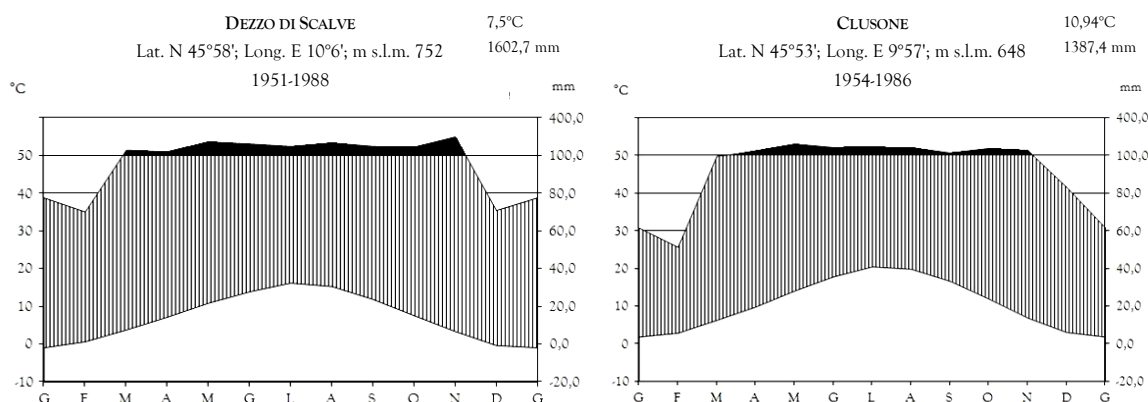 DEZZO DI SCALVE
7,5°C
Lat. N 45°58'; Long. E 10°6'; m s.l.m. 752
1602,7 mm
1951-1988
°C
mm
400,0
50
100,0
40
80,0
30
60,0
20
40,0
10
20,0
0
0,0
-10
-20,0
G F M A M G L A S O N D G
CLUSONE
10,94°C
Lat. N 45°53'; Long. E 9°57'; m s.l.m. 648
1387,4 mm
1954-1986
°C
mm
400,0
50
100,0
40
80,0
30
60,0
20
40,0
10
20,0
0
0,0
-10
-20,0
G F M A M G L A S O N D G